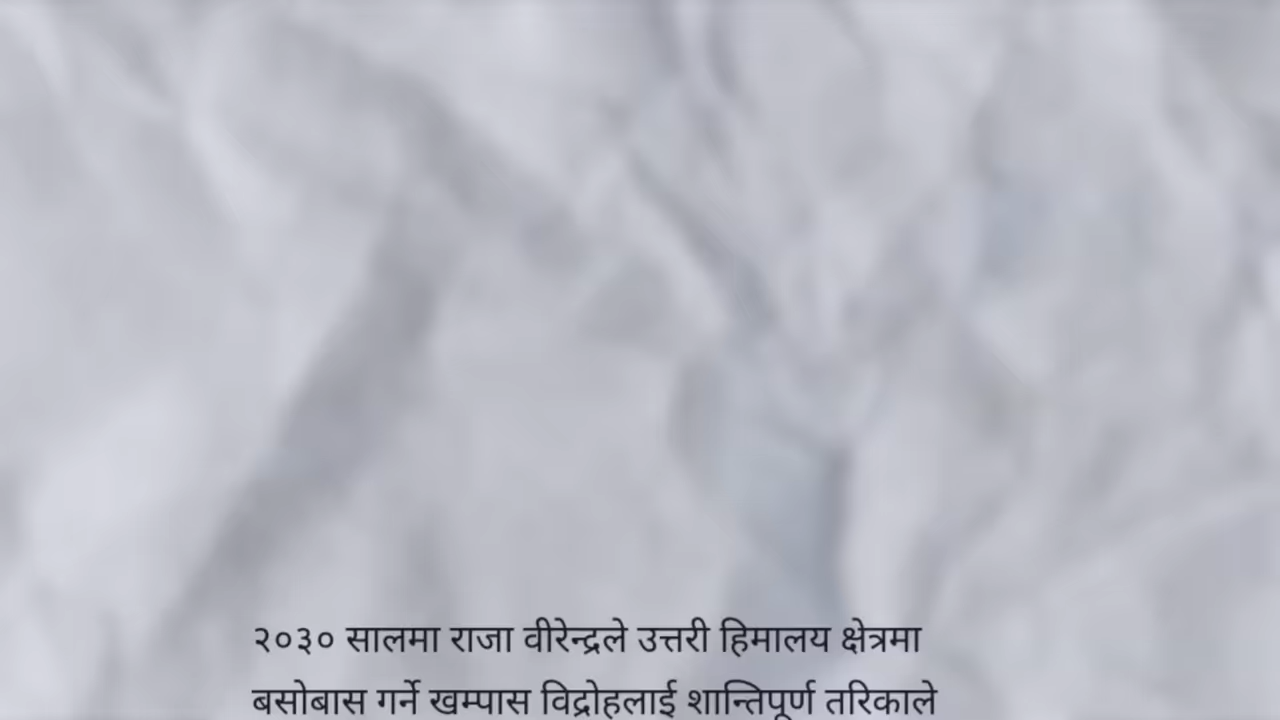 २०३० सालमा राजा वीरेन्द्रले उत्तरी हिमालय क्षेत्रमा
बसोबास गर्ने खम्पास विद्रोहलाई शान्तिपूर्ण तरिकाले